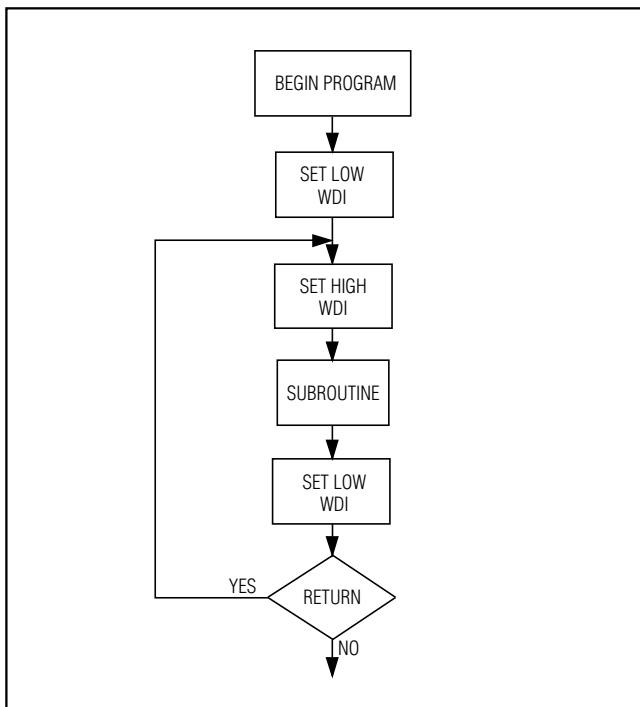 BEGIN PROGRAM
SET LOW
WDI
SET HIGH
WDI
SUBROUTINE
SET LOW
WDI
YES
RETURN
NO